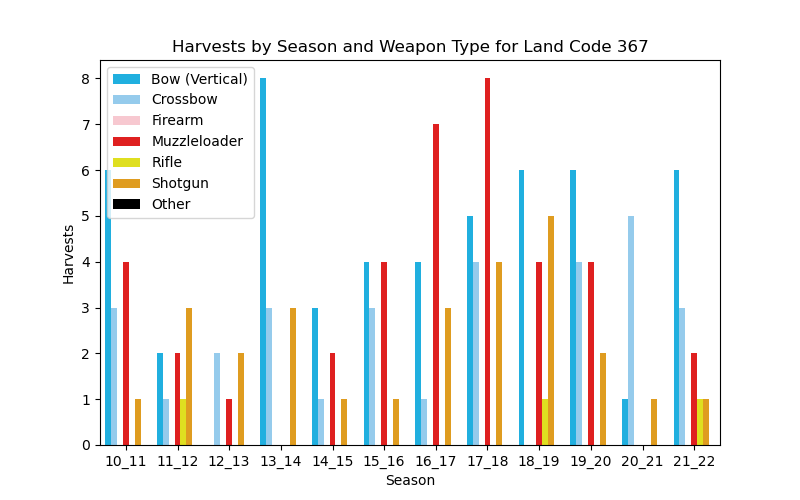 Harvests by Season and Weapon Type for Land Code 367
Bow (Vertical)
Crossbow
Firearm
Muzzleloader
Rifle
Shotgun
Other
8
7
6
5
4
3
2
1
0
Harvests
10_11 11_12 12_13 13_14 14_15 15_16 16_17 17_18 18_19 19_20 20_21 21_22
Season